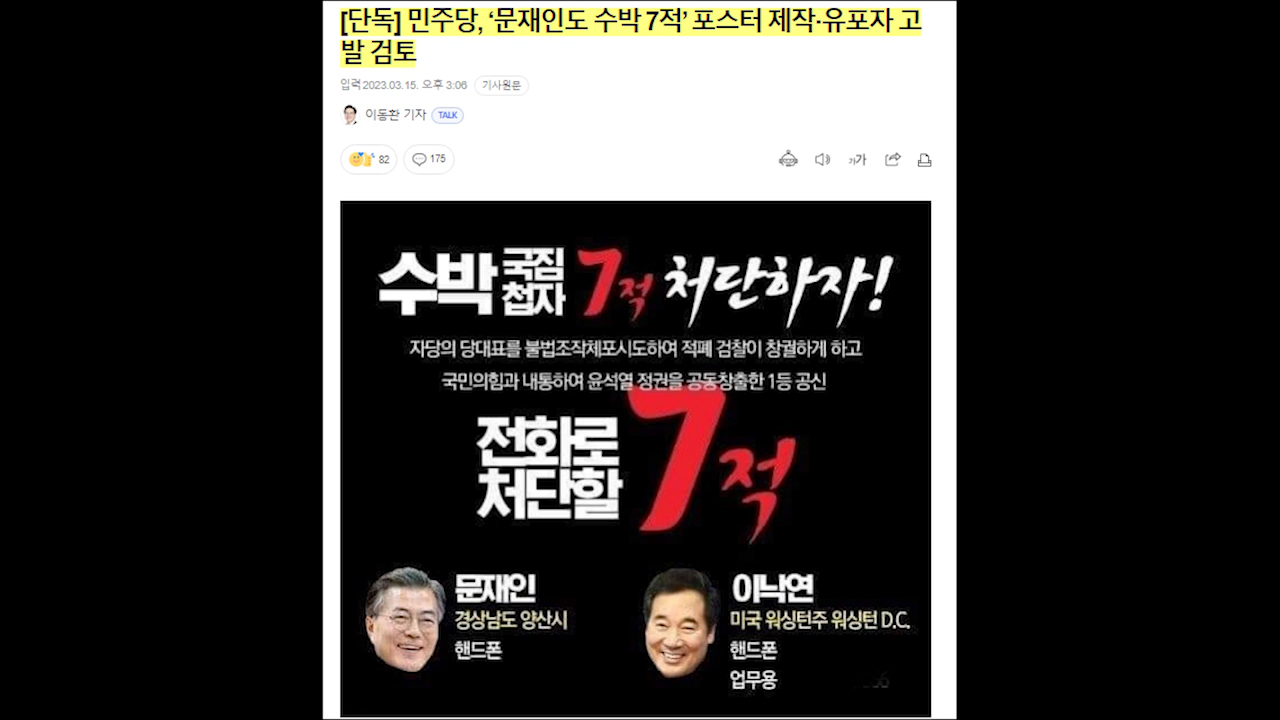 [단독] 민주당, ‘문재인도 수박 7적’ 포스터 제작·유포자 고
발 검토
입력 2023.03.15. 오후 3:06 기사원문
이동환 기자 TALK
82 175 가가
수박 국짐 첩자 7적 처단하자!
자당의 당대표를 불법조작체포시도하여 적폐 검찰이 창궐하게 하고
국민의힘과 내통하여 윤석열 정권을 공동창출한 1등 공신
전화로
처단할 7적
문재인 이낙연
경상남도 양산시 미국 워싱턴주 워싱턴 D.C.
핸드폰 핸드폰
업무용